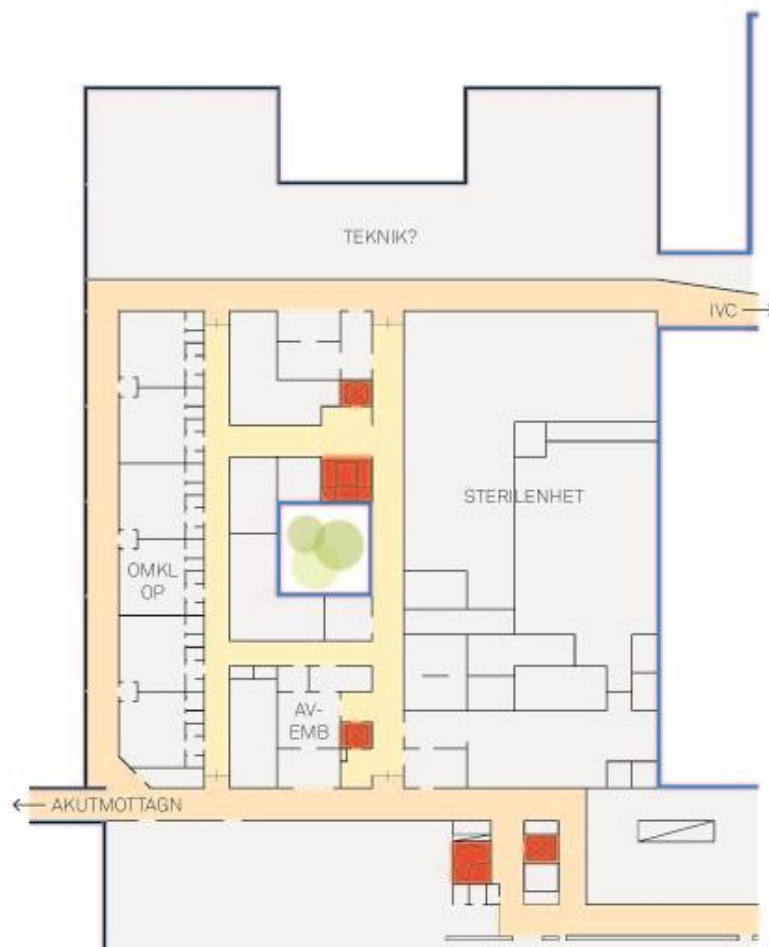 TEKNIK?
IVC
STERILENHET
OMKL
OP
AV-
EMB
AKUTMOTTAGN